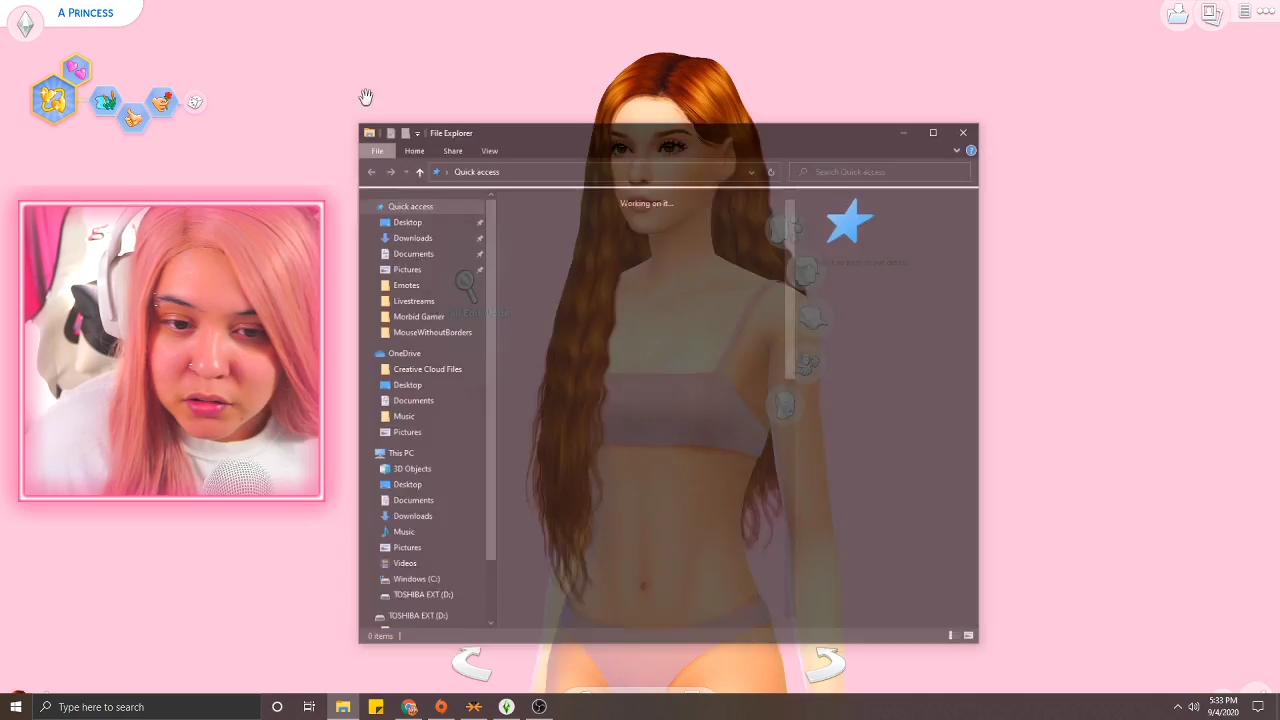 A Princess
File Explorer
File Home Share View
Quick access
Search Quick access
Working on it...
Quick access
Desktop
Downloads
Documents
Pictures
Emotes
Livestreams
Morbid Gamer
MouseWithoutBorders
OneDrive
Creative Cloud Files
Desktop
Documents
Music
Pictures
This PC
3D Objects
Desktop
Documents
Downloads
Music
Pictures
Videos
Windows (C:)
TOSHIBA EXT (D:)
TOSHIBA EXT (D:)
0 items
Type here to search
5:33 PM
9/4/2020